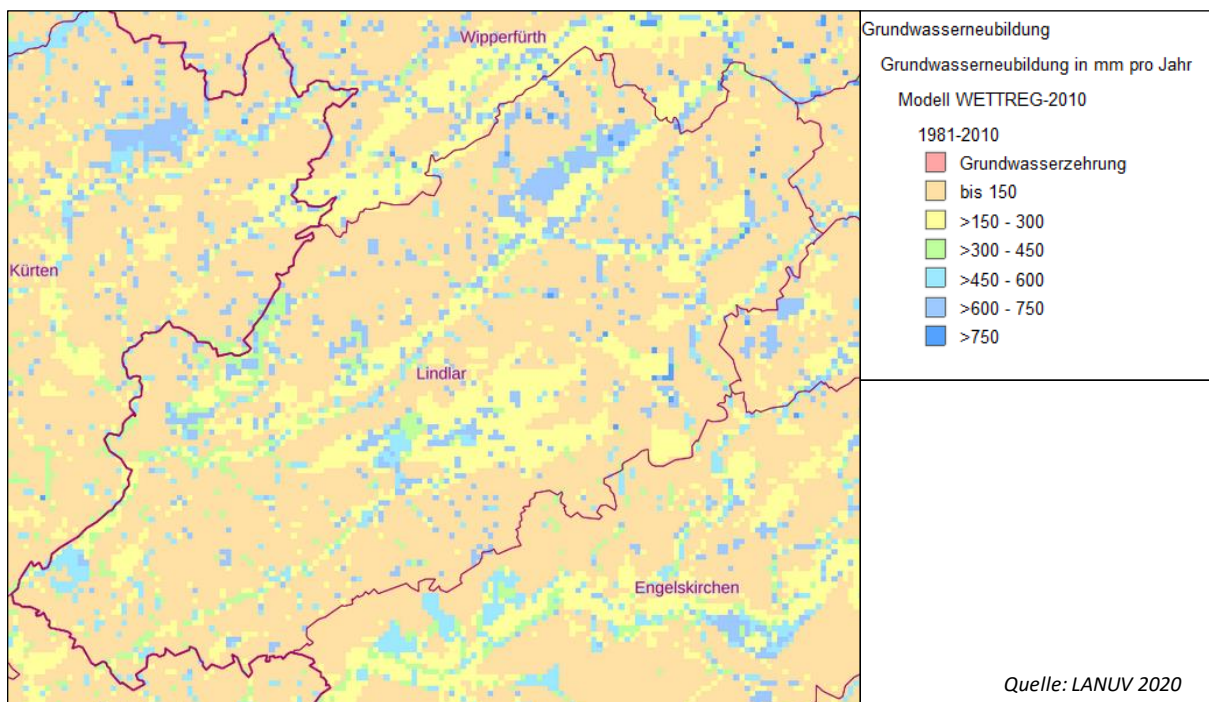 Wipperfürth
Kürten
Lindlar
Engelskirchen
Grundwasserneubildung
Grundwasserneubildung in mm pro Jahr
Modell WETTREG-2010
1981-2010
Grundwasserzehrung
bis 150
>150 - 300
>300 - 450
>450 - 600
>600 - 750
>750
Quelle: LANUV 2020